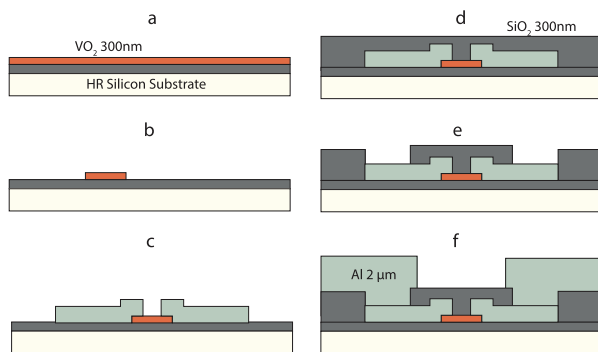 a
VO₂ 300nm
HR Silicon Substrate
b
c
d
SiO₂ 300nm
e
f
Al 2 µm